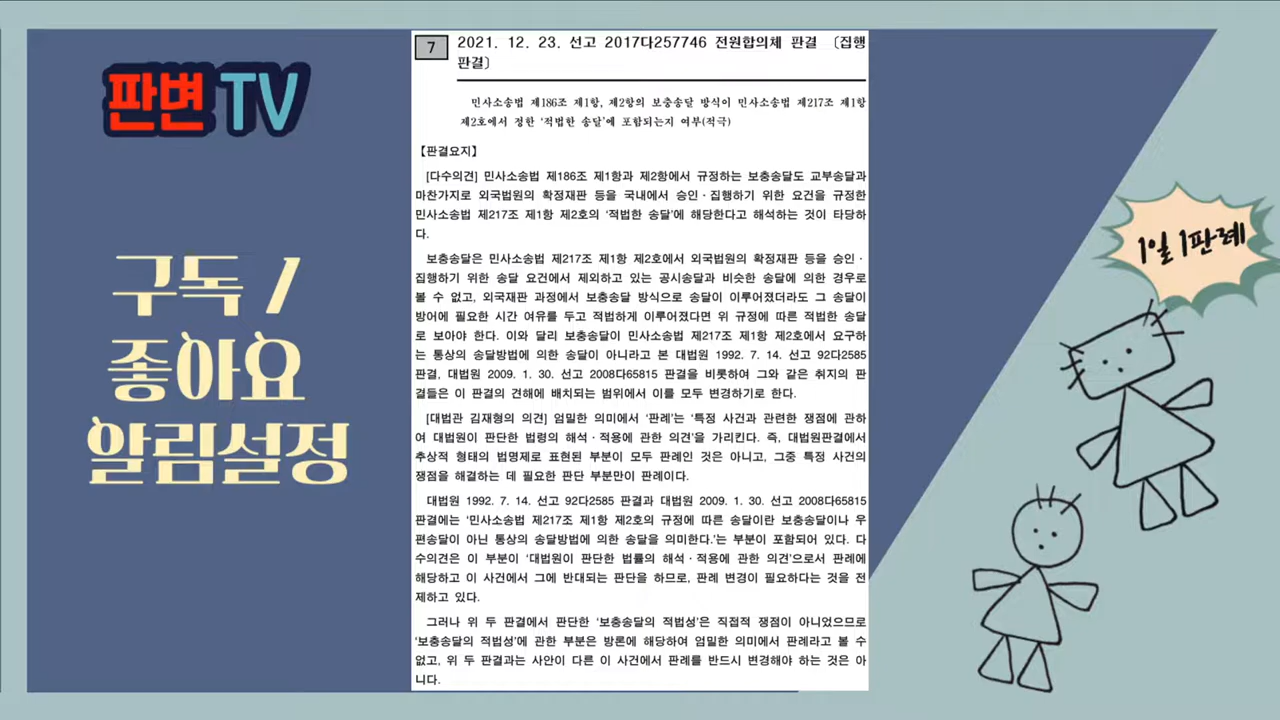 판변 TV
구독 /
좋아요
알림설정
7
2021. 12. 23. 선고 2017다257746 전원합의체 판결 〔집행
판결〕
민사소송법 제186조 제1항, 제2항의 보충송달 방식이 민사소송법 제217조 제1항
제2호에서 정한 ‘적법한 송달’에 포함되는지 여부(적극)
【판결요지】
[다수의견] 민사소송법 제186조 제1항과 제2항에서 규정하는 보충송달도 교부송달과
마찬가지로 외국법원의 확정재판 등을 국내에서 승인ㆍ집행하기 위한 요건을 규정한
민사소송법 제217조 제1항 제2호의 ‘적법한 송달’에 해당한다고 해석하는 것이 타당하
다.
보충송달은 민사소송법 제217조 제1항 제2호에서 외국법원의 확정재판 등을 승인ㆍ
집행하기 위한 송달 요건에서 제외하고 있는 공시송달과 비슷한 송달에 의한 경우로
볼 수 없고, 외국재판 과정에서 보충송달 방식으로 송달이 이루어졌더라도 그 송달이
방어에 필요한 시간 여유를 두고 적법하게 이루어졌다면 위 규정에 따른 적법한 송달
로 보아야 한다. 이와 달리 보충송달이 민사소송법 제217조 제1항 제2호에서 요구하
는 통상의 송달방법에 의한 송달이 아니라고 본 대법원 1992. 7. 14. 선고 92다2585
판결, 대법원 2009. 1. 30. 선고 2008다65815 판결을 비롯하여 그와 같은 취지의 판
결들은 이 판결의 견해에 배치되는 범위에서 이를 모두 변경하기로 한다.
[대법관 김재형의 의견] 엄밀한 의미에서 ‘판례’는 ‘특정 사건과 관련한 쟁점에 관하
여 대법원이 판단한 법령의 해석ㆍ적용에 관한 의견’을 가리킨다. 즉, 대법원판결에서
추상적 형태의 법명제로 표현된 부분이 모두 판례인 것은 아니고, 그중 특정 사건의
쟁점을 해결하는 데 필요한 판단 부분만이 판례이다.
대법원 1992. 7. 14. 선고 92다2585 판결과 대법원 2009. 1. 30. 선고 2008다65815
판결에는 ‘민사소송법 제217조 제1항 제2호의 규정에 따른 송달이란 보충송달이나 우
편송달이 아닌 통상의 송달방법에 의한 송달을 의미한다.’는 부분이 포함되어 있다. 다
수의견은 이 부분이 ‘대법원이 판단한 법률의 해석ㆍ적용에 관한 의견’으로서 판례에
해당하고 이 사건에서 그에 반대되는 판단을 하므로, 판례 변경이 필요하다는 것을 전
제하고 있다.
그러나 위 두 판결에서 판단한 ‘보충송달의 적법성’은 직접적 쟁점이 아니었으므로
‘보충송달의 적법성’에 관한 부분은 방론에 해당하여 엄밀한 의미에서 판례라고 볼 수
없고, 위 두 판결과는 사안이 다른 이 사건에서 판례를 반드시 변경해야 하는 것은 아
니다.
1일 1판례